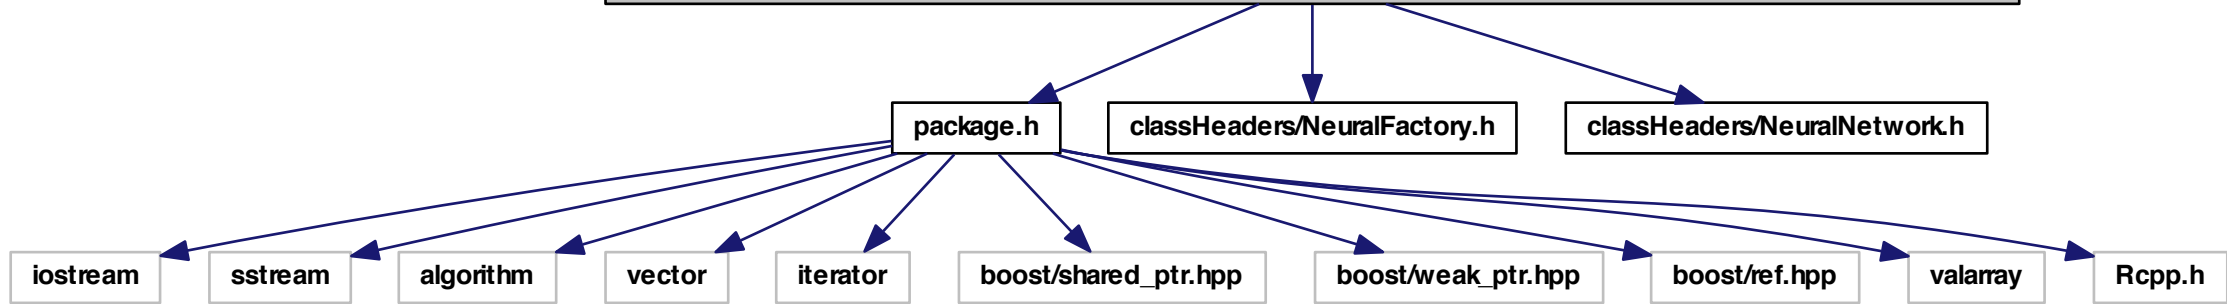 package.h
classHeaders/NeuralFactory.h
classHeaders/NeuralNetwork.h
iostream
sstream
algorithm
vector
iterator
boost/shared_ptr.hpp
boost/weak_ptr.hpp
boost/ref.hpp
valarray
Rcpp.h